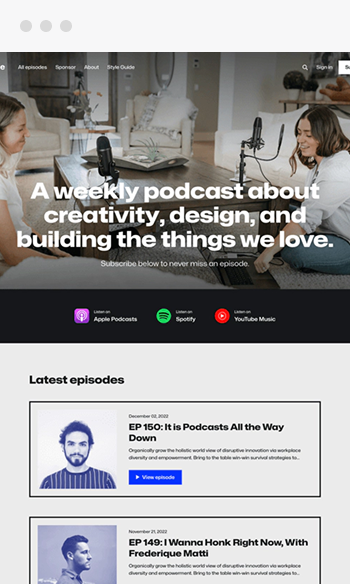 All episodes Sponsor About Style Guide Sign in
A weekly podcast about
creativity, design, and
building the things we love.
Subscribe below to never miss an episode.
Listen on
Apple Podcasts
Listen on
Spotify
Listen on
YouTube Music
Latest episodes
December 02, 2022
EP 150: It is Podcasts All the Way
Down
Organically grow the holistic world view of disruptive innovation via workplace
diversity and empowerment. Bring to the table win-win survival strategies to...
View episode
November 21, 2022
EP 149: I Wanna Honk Right Now, With
Frederique Matti
Organically grow the holistic world view of disruptive innovation via workplace
diversity and empowerment. Bring to the table win-win survival strategies to...